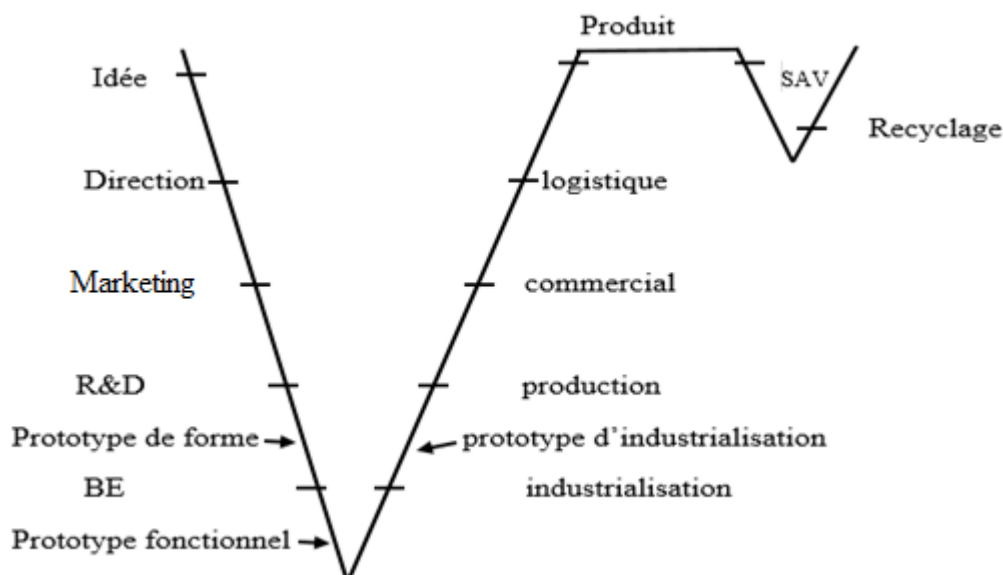 Produit
Idée
SAV
Recyclage
Direction
logistique
Marketing
commercial
R&D
production
Prototype de forme
prototype d'industrialisation
BE
industrialisation
Prototype fonctionnel